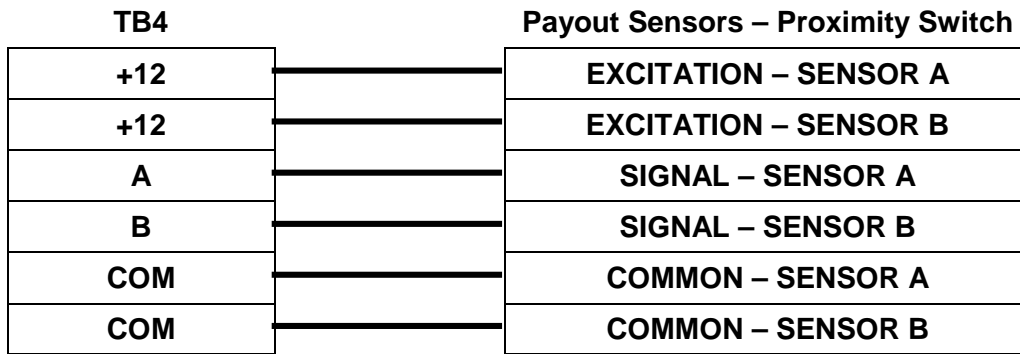 TB4 Payout Sensors – Proximity Switch
+12 EXCITATION – SENSOR A
+12 EXCITATION – SENSOR B
A SIGNAL – SENSOR A
B SIGNAL – SENSOR B
COM COMMON – SENSOR A
COM COMMON – SENSOR B